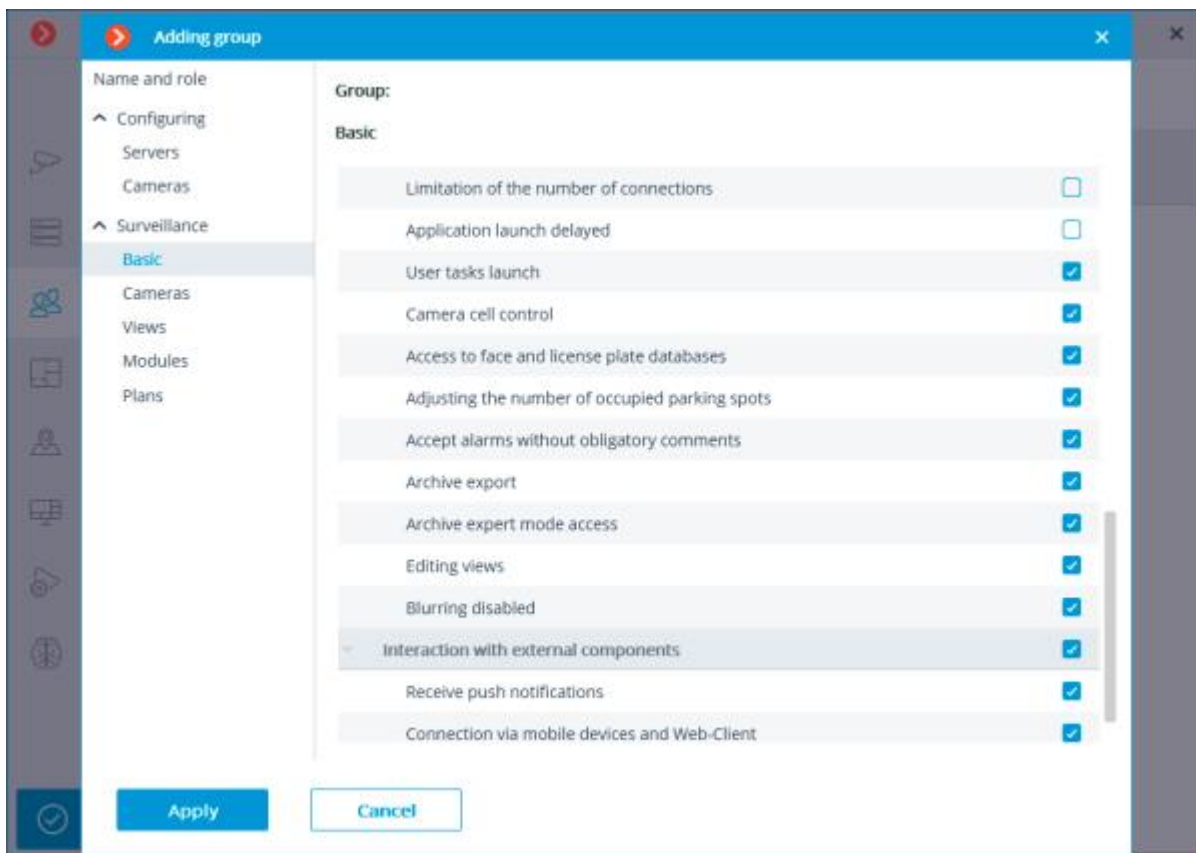 Adding group
Name and role
Configuring
Servers
Cameras
Surveillance
Basic
Cameras
Views
Modules
Plans
Group:
Basic
Limitation of the number of connections
Application launch delayed
User tasks launch
Camera cell control
Access to face and license plate databases
Adjusting the number of occupied parking spots
Accept alarms without obligatory comments
Archive export
Archive expert mode access
Editing views
Blurring disabled
Interaction with external components
Receive push notifications
Connection via mobile devices and Web-Client
Apply
Cancel